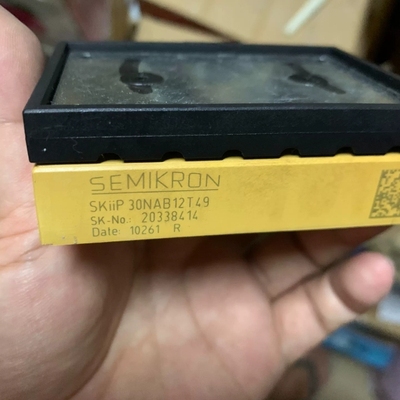 SEMIKRON
SKiiP 30NAB12T49
SK-No.: 20338414
Date: 10261 R